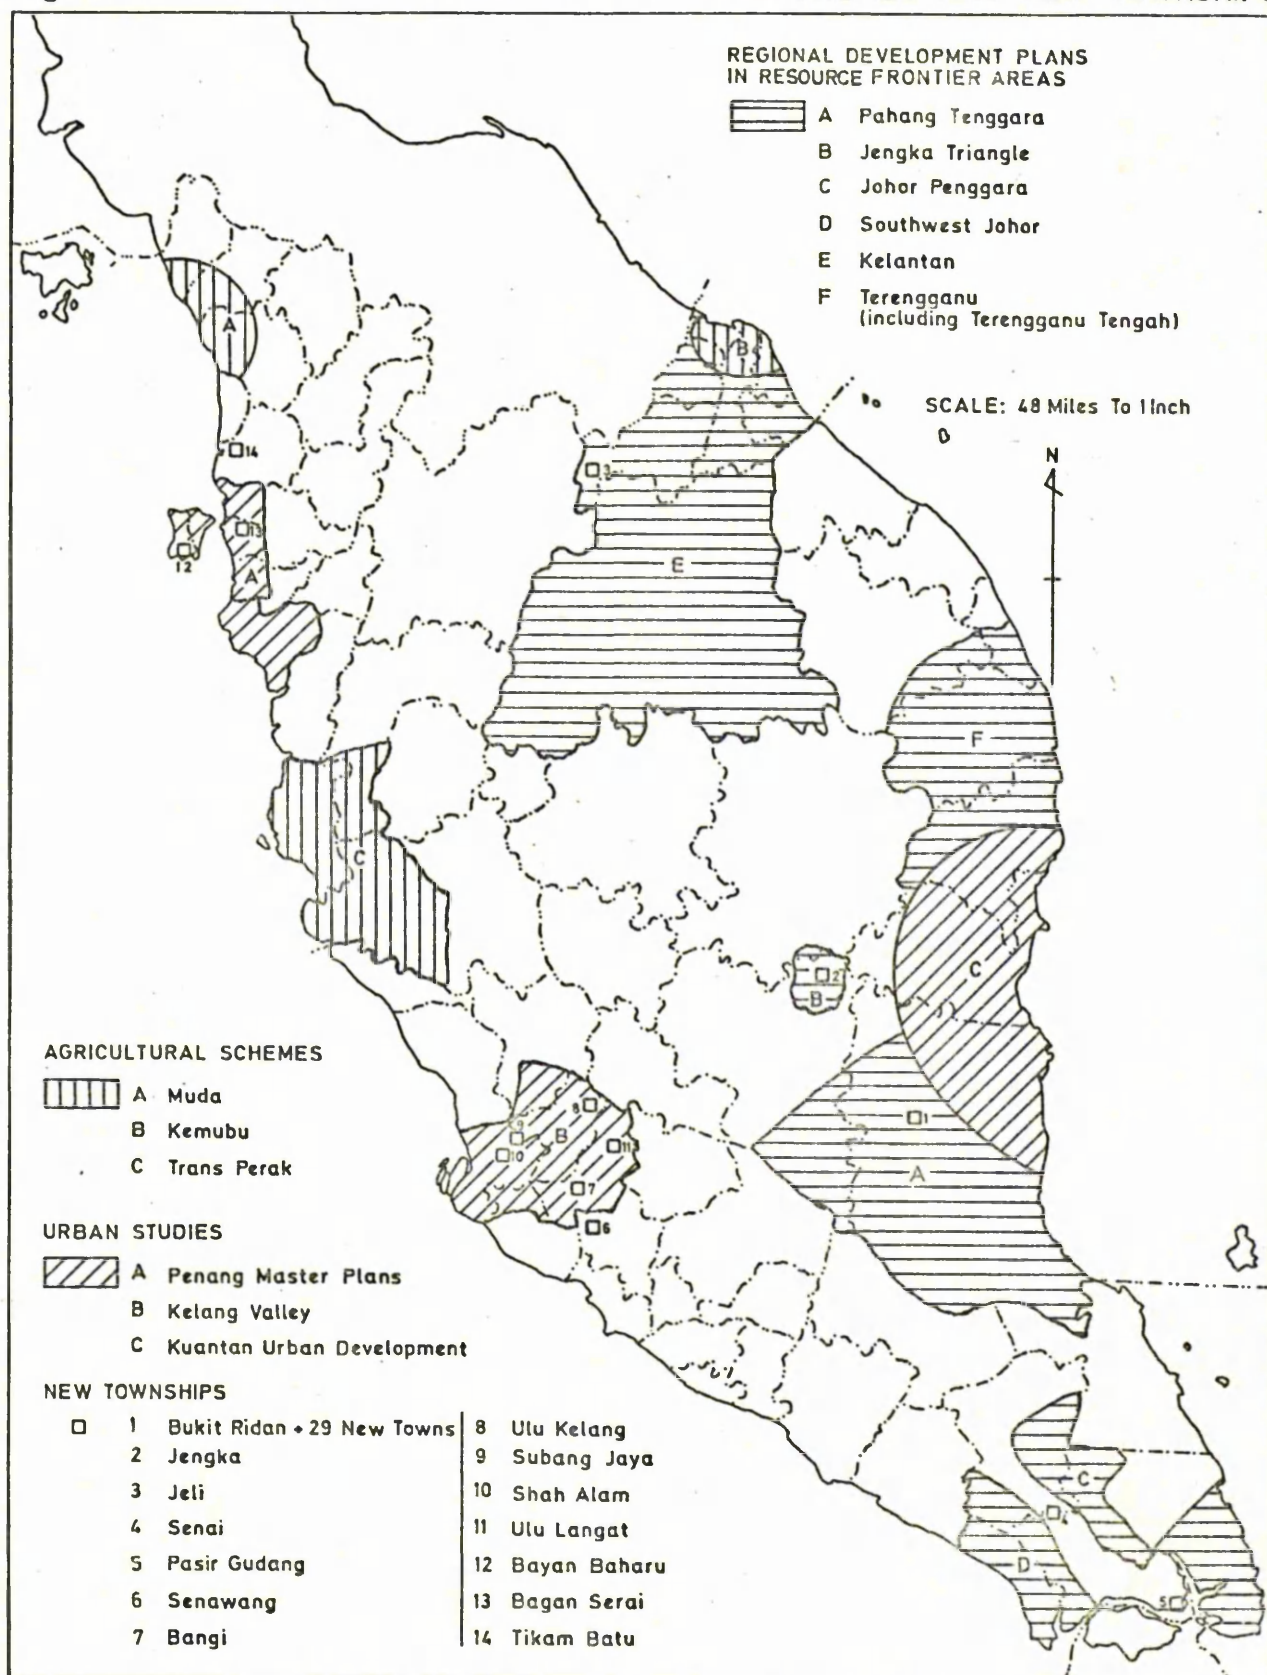 REGIONAL DEVELOPMENT PLANS
IN RESOURCE FRONTIER AREAS
A Pahang Tenggara
B Jengka Triangle
C Johor Penggara
D Southwest Johor
E Kelantan
F Terengganu
(including Terengganu Tengah)
SCALE: 48 Miles To 1 Inch
N
A
B
14
3
13
12
A
E
F
C
C
2
B
8
9
B
10
11
7
6
1
A
C
4
D
5
AGRICULTURAL SCHEMES
A Muda
B Kemubu
C Trans Perak
URBAN STUDIES
A Penang Master Plans
B Kelang Valley
C Kuantan Urban Development
NEW TOWNSHIPS
1 Bukit Ridan + 29 New Towns
2 Jengka
3 Jeli
4 Senai
5 Pasir Gudang
6 Senawang
7 Bangi
8 Ulu Kelang
9 Subang Jaya
10 Shah Alam
11 Ulu Langat
12 Bayan Baharu
13 Bagan Serai
14 Tikam Batu